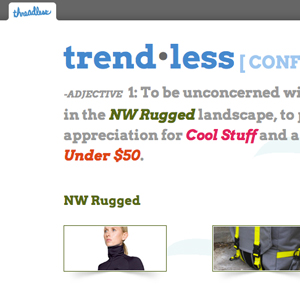 threadless
trend•less [ CONF
-ADJECTIVE 1: To be unconcerned wi
in the NW Rugged landscape, to p
appreciation for Cool Stuff and a
Under $50.
NW Rugged